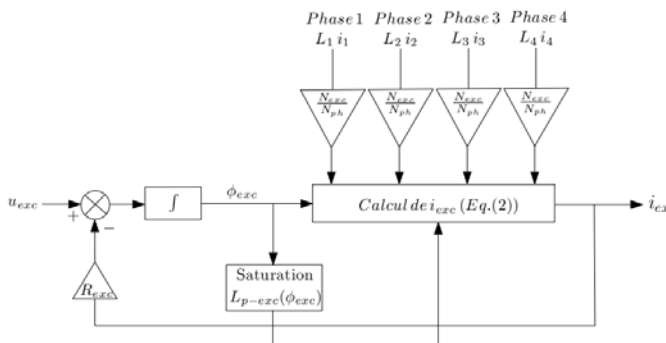 Phase 1 Phase 2 Phase 3 Phase 4
L₁ i₁ L₂ i₂ L₃ i₃ L₄ i₄
N_exc/N_ph N_exc/N_ph N_exc/N_ph N_exc/N_ph
u_exc + − ∫ ϕ_exc Calcul de i_exc (Eq.(2)) i_ex
Saturation
L_p−exc(ϕ_exc)
R_exc